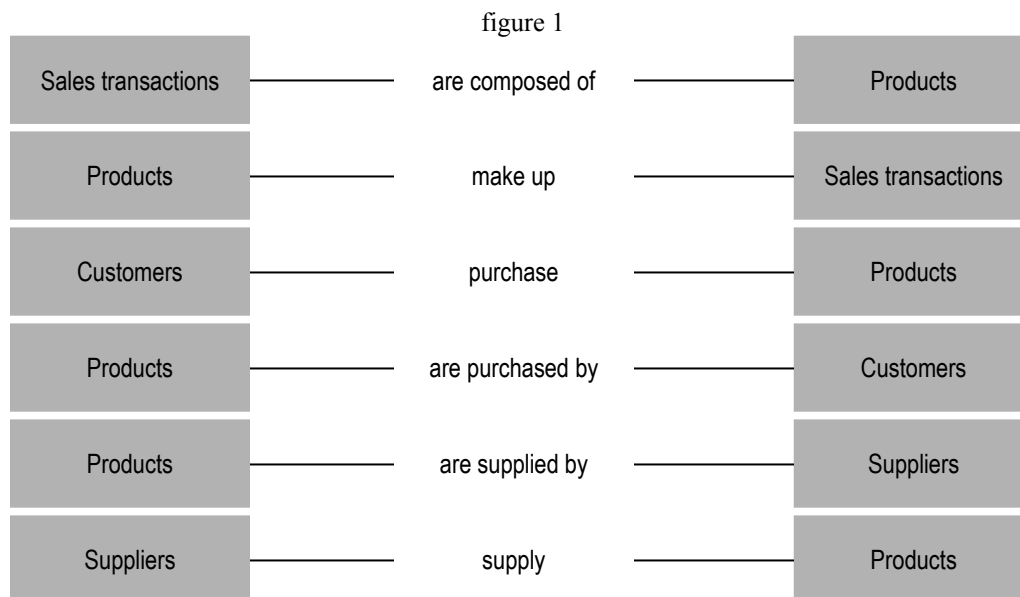 figure 1
Sales transactions are composed of Products
Products make up Sales transactions
Customers purchase Products
Products are purchased by Customers
Products are supplied by Suppliers
Suppliers supply Products